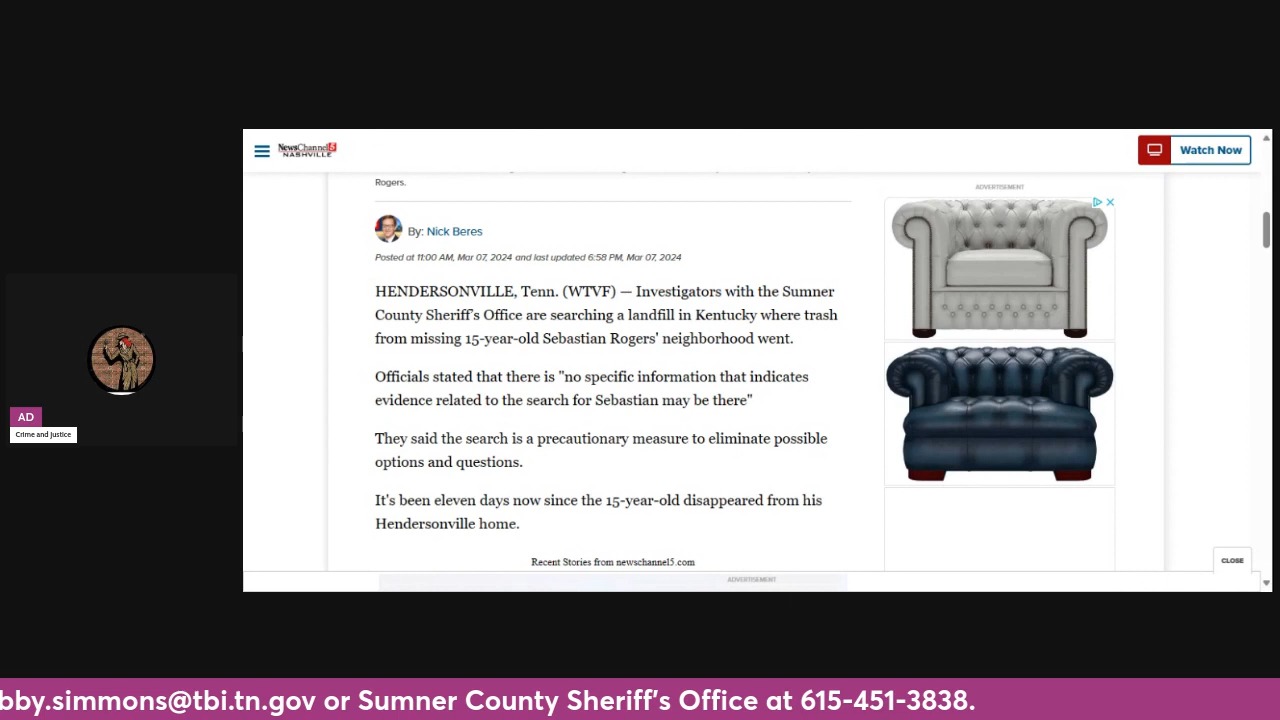 NewsChannel 5
NASHVILLE
Watch Now
Rogers.
ADVERTISEMENT
By: Nick Beres
Posted at 11:00 AM, Mar 07, 2024 and last updated 6:58 PM, Mar 07, 2024
HENDERSONVILLE, Tenn. (WTVF) — Investigators with the Sumner
County Sheriff's Office are searching a landfill in Kentucky where trash
from missing 15-year-old Sebastian Rogers' neighborhood went.
Officials stated that there is "no specific information that indicates
evidence related to the search for Sebastian may be there"
They said the search is a precautionary measure to eliminate possible
options and questions.
It's been eleven days now since the 15-year-old disappeared from his
Hendersonville home.
Recent Stories from newschannel5.com
CLOSE
ADVERTISEMENT
AD
Crime and Justice
bby.simmons@tbi.tn.gov or Sumner County Sheriff's Office at 615-451-3838.